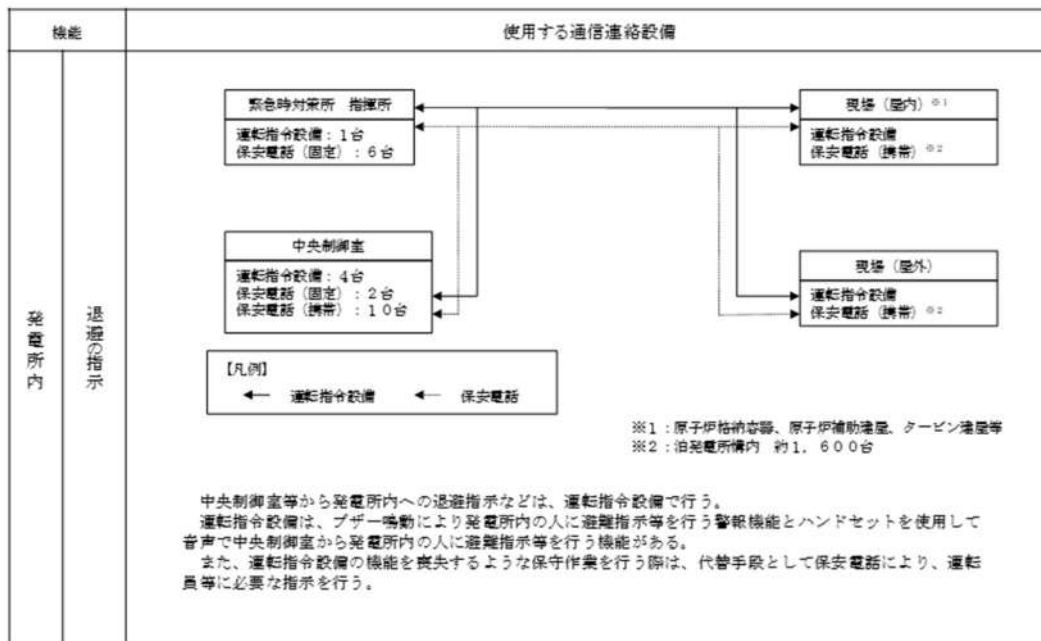 機能
使用する通信連絡設備
発電所内
退避の指示
緊急時対策所 指揮所
運転指令設備:1台
保安電話(固定):6台
現場(屋内)※1
運転指令設備
保安電話(携帯)※2
中央制御室
運転指令設備:4台
保安電話(固定):2台
保安電話(携帯):10台
現場(屋外)
運転指令設備
保安電話(携帯)※2
【凡例】
運転指令設備 保安電話
※1:原子炉格納容器、原子炉補助建屋、タービン建屋等
※2:泊発電所構内 約1,600台
中央制御室等から発電所内への退避指示などは、運転指令設備で行う。
運転指令設備は、ブザー鳴動により発電所内の人に避難指示等を行う警報機能とハンドセットを使用して
音声で中央制御室から発電所内の人に避難指示等を行う機能がある。
また、運転指令設備の機能を喪失するような保守作業を行う際は、代替手段として保安電話により、運転
員等に必要な指示を行う。